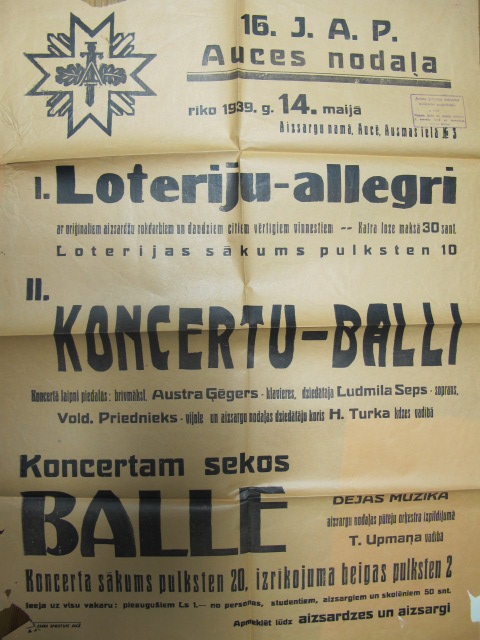 16. J. A. P.
Auces nodaļa
riko 1939. g. 14. maijā
Aizsargu namā, Aucē, Ausmas ielā № 3
I. Loteriju-allegri
ar oriģinaliem aizsardžu rokdarbiem un daudziem citiem vērtīgiem vinnestiem -- Katra loze maksā 30 sant.
Loterijas sākums pulksten 10
II.
KONCERTU-BALLI
Koncertā laipni piedalās: brīvmāksl. Austra Ģēgers - klavieres, dziedātāja Ludmila Seps - soprans,
Vold. Priednieks - vijole un aizsargu nodaļas dziedātāju koris H. Turka kdzes vadībā
Koncertam sekos
BALLE
DEJAS MŪZIKA
aizsargu nodaļas pūtēju orķestra izpildījumā
T. Upmaņa vadībā
Koncerta sākums pulksten 20, izrīkojuma beigas pulksten 2
Ieeja uz visu vakaru: pieaugušiem Ls 1.— no personas, studentiem, aizsargiem un skolēniem 50 snt.
Apmeklēt lūdz aizsardzes un aizsargi